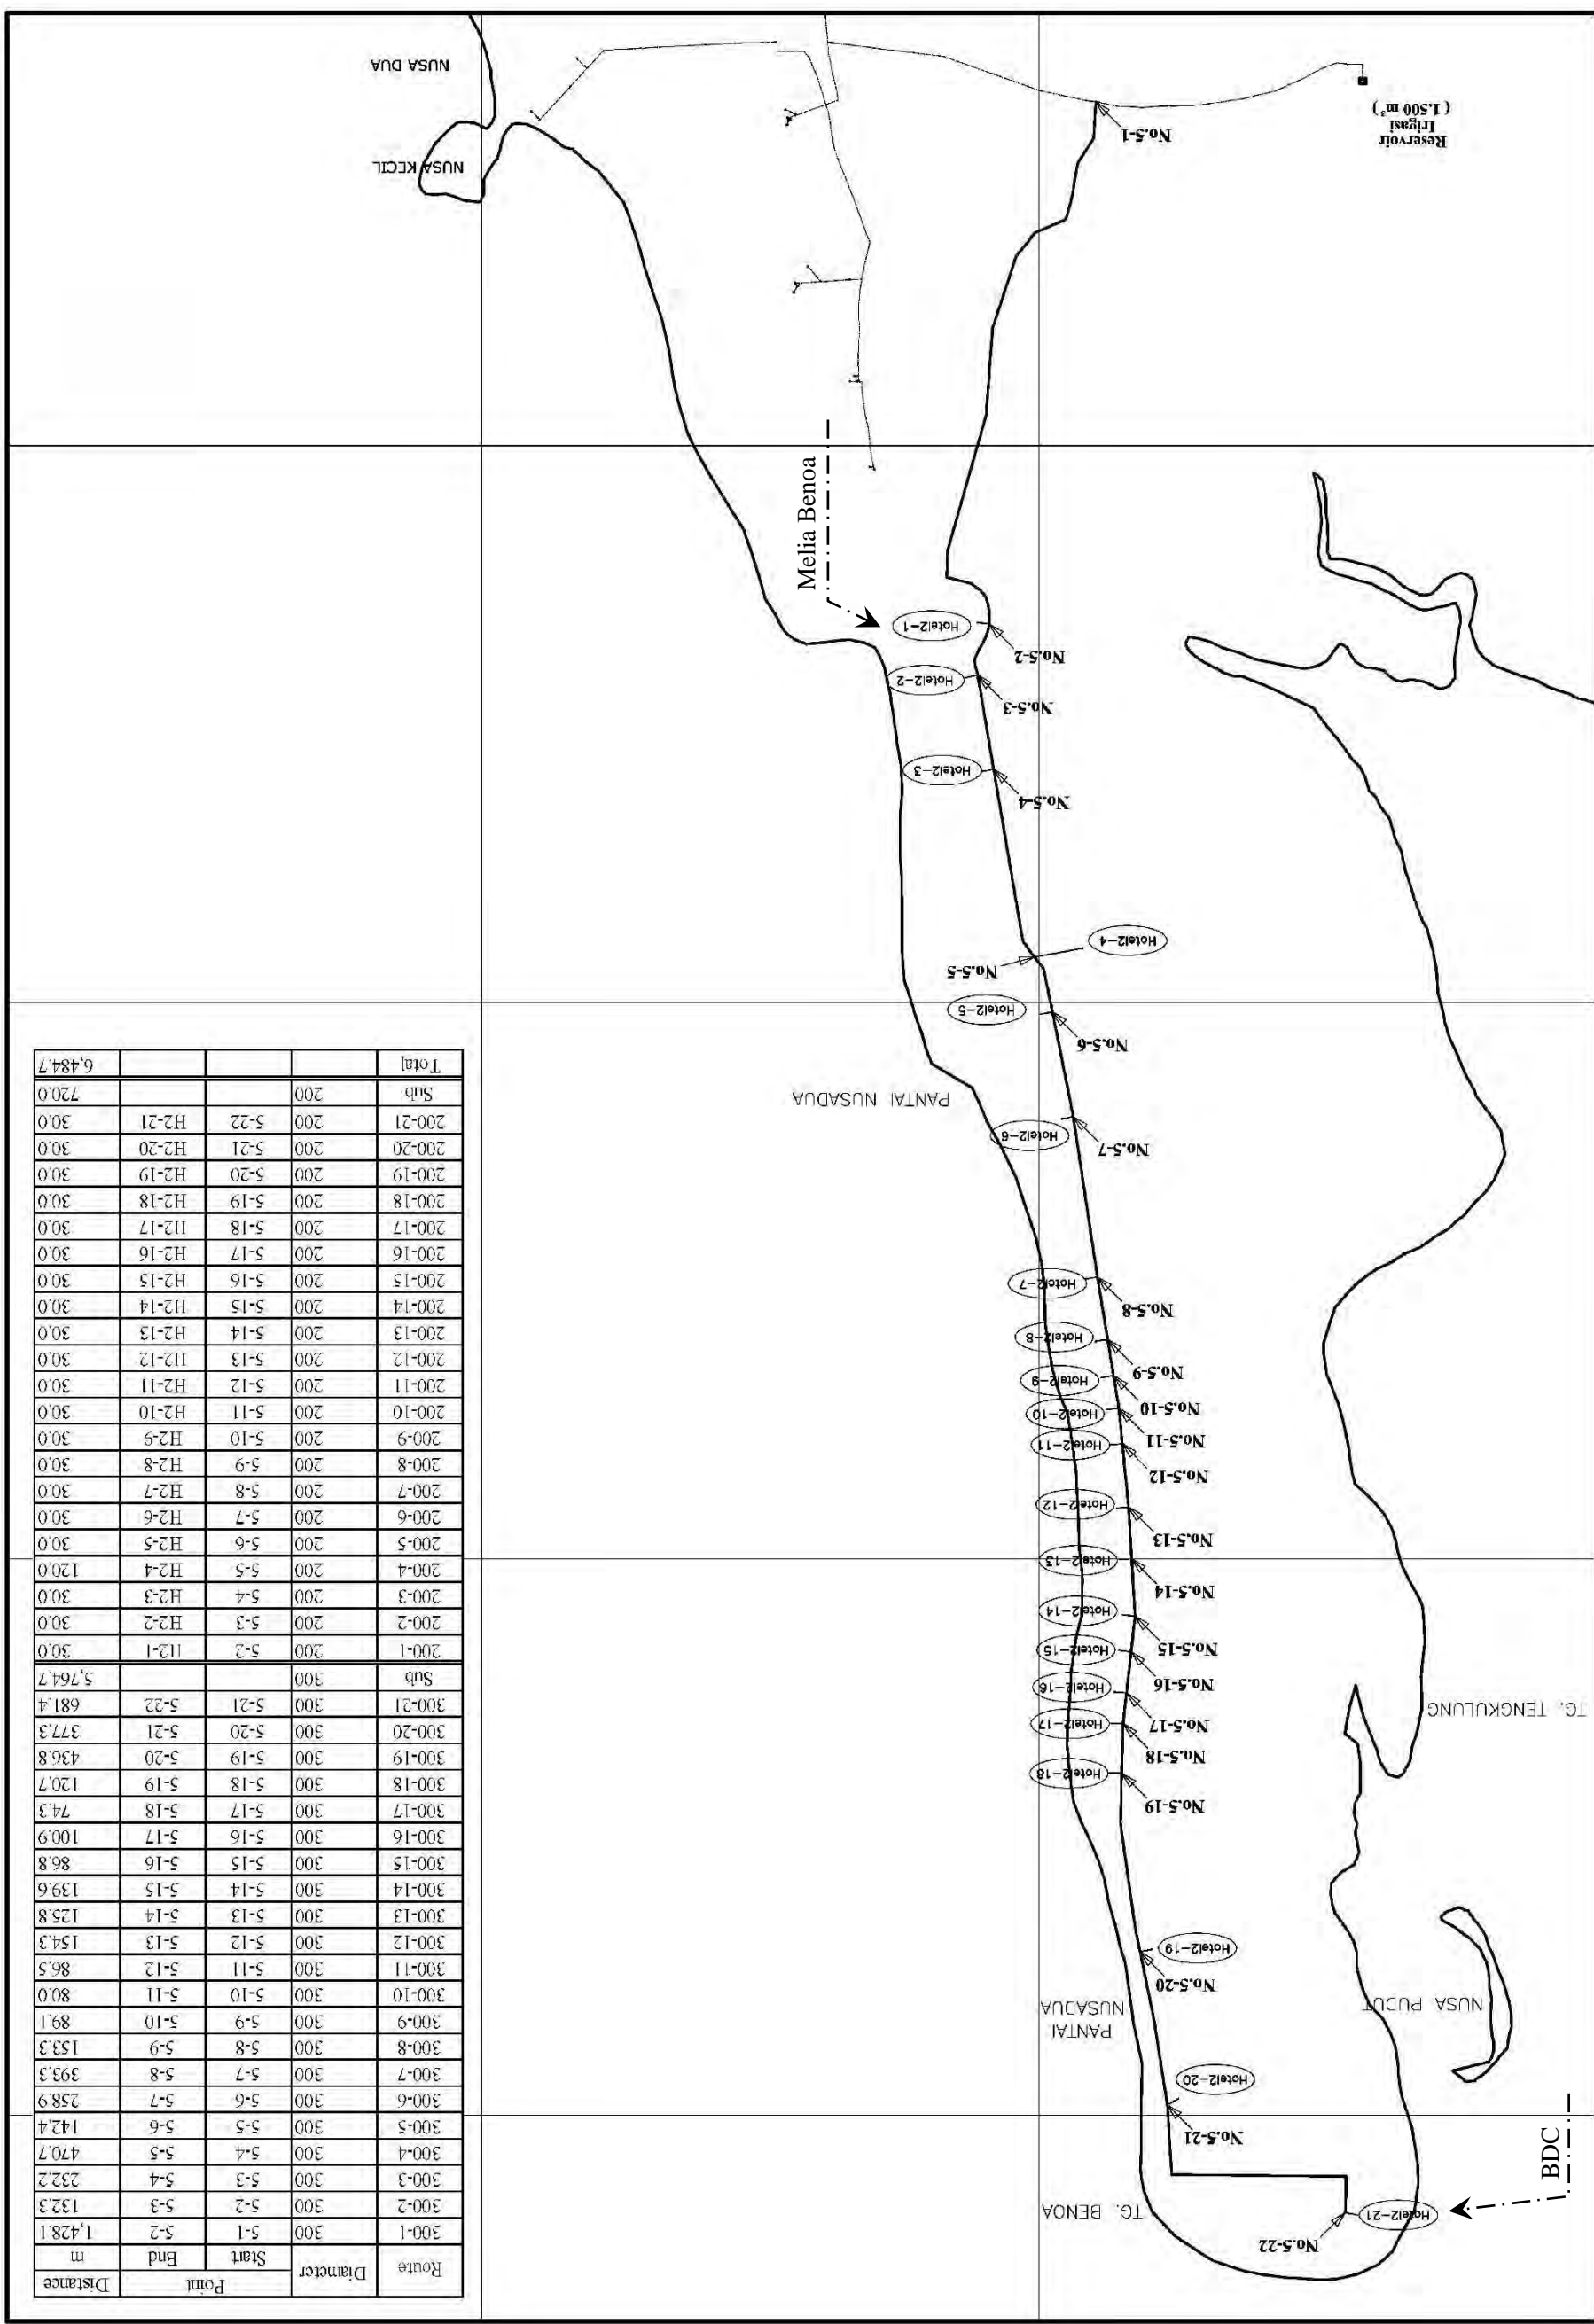 Route Diameter Point Distance
Start End m
300-1 300 5-1 5-2 1,428.1
300-2 300 5-2 5-3 132.3
300-3 300 5-3 5-4 232.2
300-4 300 5-4 5-5 470.7
300-5 300 5-5 5-6 142.4
300-6 300 5-6 5-7 258.9
300-7 300 5-7 5-8 393.3
300-8 300 5-8 5-9 153.3
300-9 300 5-9 5-10 89.1
300-10 300 5-10 5-11 80.0
300-11 300 5-11 5-12 86.5
300-12 300 5-12 5-13 154.3
300-13 300 5-13 5-14 125.8
300-14 300 5-14 5-15 139.6
300-15 300 5-15 5-16 86.8
300-16 300 5-16 5-17 100.9
300-17 300 5-17 5-18 74.3
300-18 300 5-18 5-19 120.7
300-19 300 5-19 5-20 436.8
300-20 300 5-20 5-21 377.3
300-21 300 5-21 5-22 681.4
Sub 300 5,764.7
200-1 200 5-2 H2-1 30.0
200-2 200 5-3 H2-2 30.0
200-3 200 5-4 H2-3 30.0
200-4 200 5-5 H2-4 120.0
200-5 200 5-6 H2-5 30.0
200-6 200 5-7 H2-6 30.0
200-7 200 5-8 H2-7 30.0
200-8 200 5-9 H2-8 30.0
200-9 200 5-10 H2-9 30.0
200-10 200 5-11 H2-10 30.0
200-11 200 5-12 H2-11 30.0
200-12 200 5-13 H2-12 30.0
200-13 200 5-14 H2-13 30.0
200-14 200 5-15 H2-14 30.0
200-15 200 5-16 H2-15 30.0
200-16 200 5-17 H2-16 30.0
200-17 200 5-18 H2-17 30.0
200-18 200 5-19 H2-18 30.0
200-19 200 5-20 H2-19 30.0
200-20 200 5-21 H2-20 30.0
200-21 200 5-22 H2-21 30.0
Sub 200 720.0
Total 6,484.7
No.5-22
Hotel2-21
BDC
TG. BENOA
No.5-21
Hotel2-20
PANTAI
NUSADUA
NUSA PUDUT
No.5-20
Hotel2-19
No.5-19
Hotel2-18
No.5-18
Hotel2-17
No.5-17
Hotel2-16
No.5-16
Hotel2-15
No.5-15
Hotel2-14
TG. TENGKULUNG
No.5-14
Hotel2-13
No.5-13
Hotel2-12
No.5-12
Hotel2-11
No.5-11
Hotel2-10
No.5-10
Hotel2-9
No.5-9
Hotel2-8
No.5-8
Hotel2-7
No.5-7
Hotel2-6
PANTAI NUSADUA
No.5-6
Hotel2-5
No.5-5
Hotel2-4
No.5-4
Hotel2-3
No.5-3
Hotel2-2
No.5-2
Hotel2-1
Melia Benoa
NUSA KECIL
NUSA DUA
No.5-1
Reservoir
Irigasi
( 1.500 m³ )